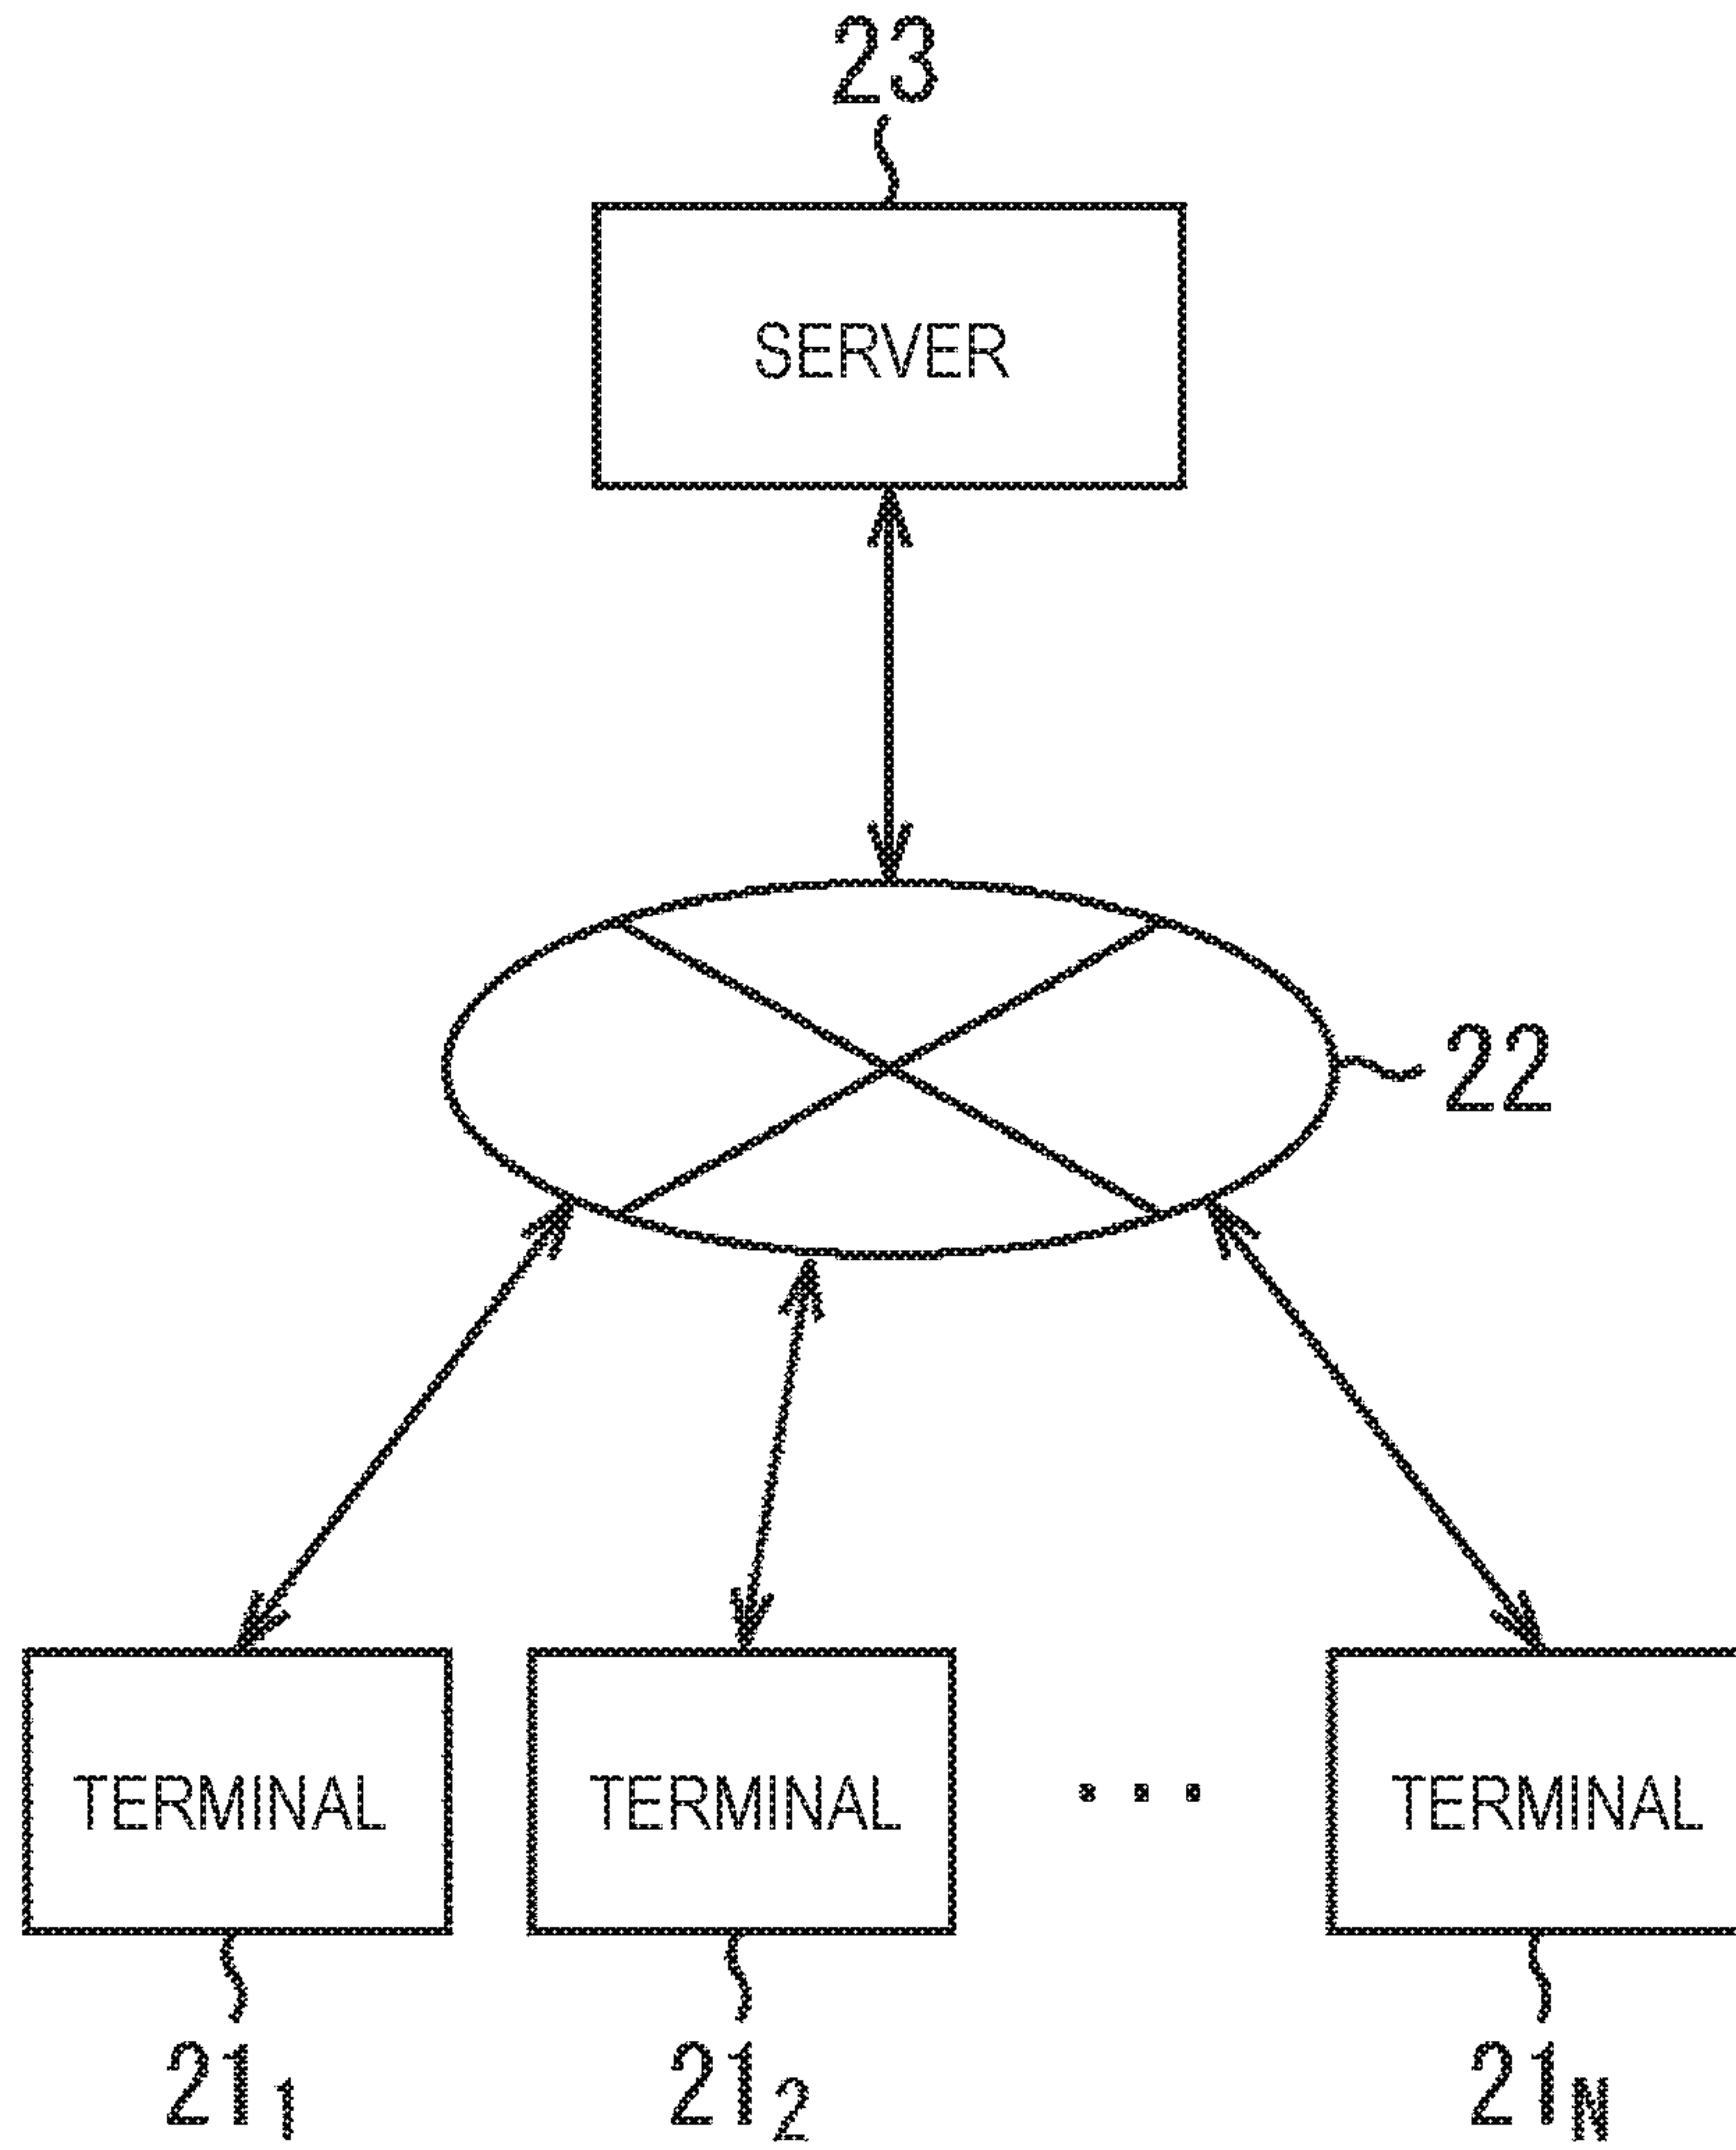 23
SERVER
22
TERMINAL TERMINAL ... TERMINAL
21₁ 21₂ 21N